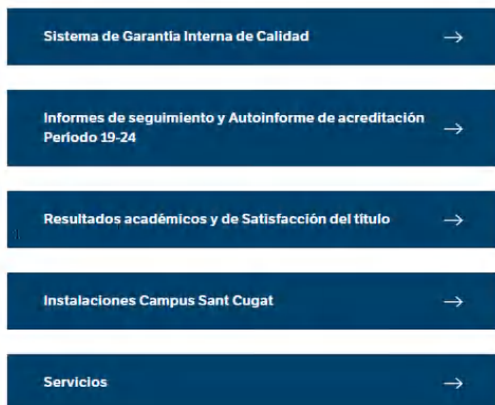 Sistema de Garantía Interna de Calidad
Informes de seguimiento y Autoinforme de acreditación
Periodo 19-24
Resultados académicos y de Satisfacción del título
Instalaciones Campus Sant Cugat
Servicios